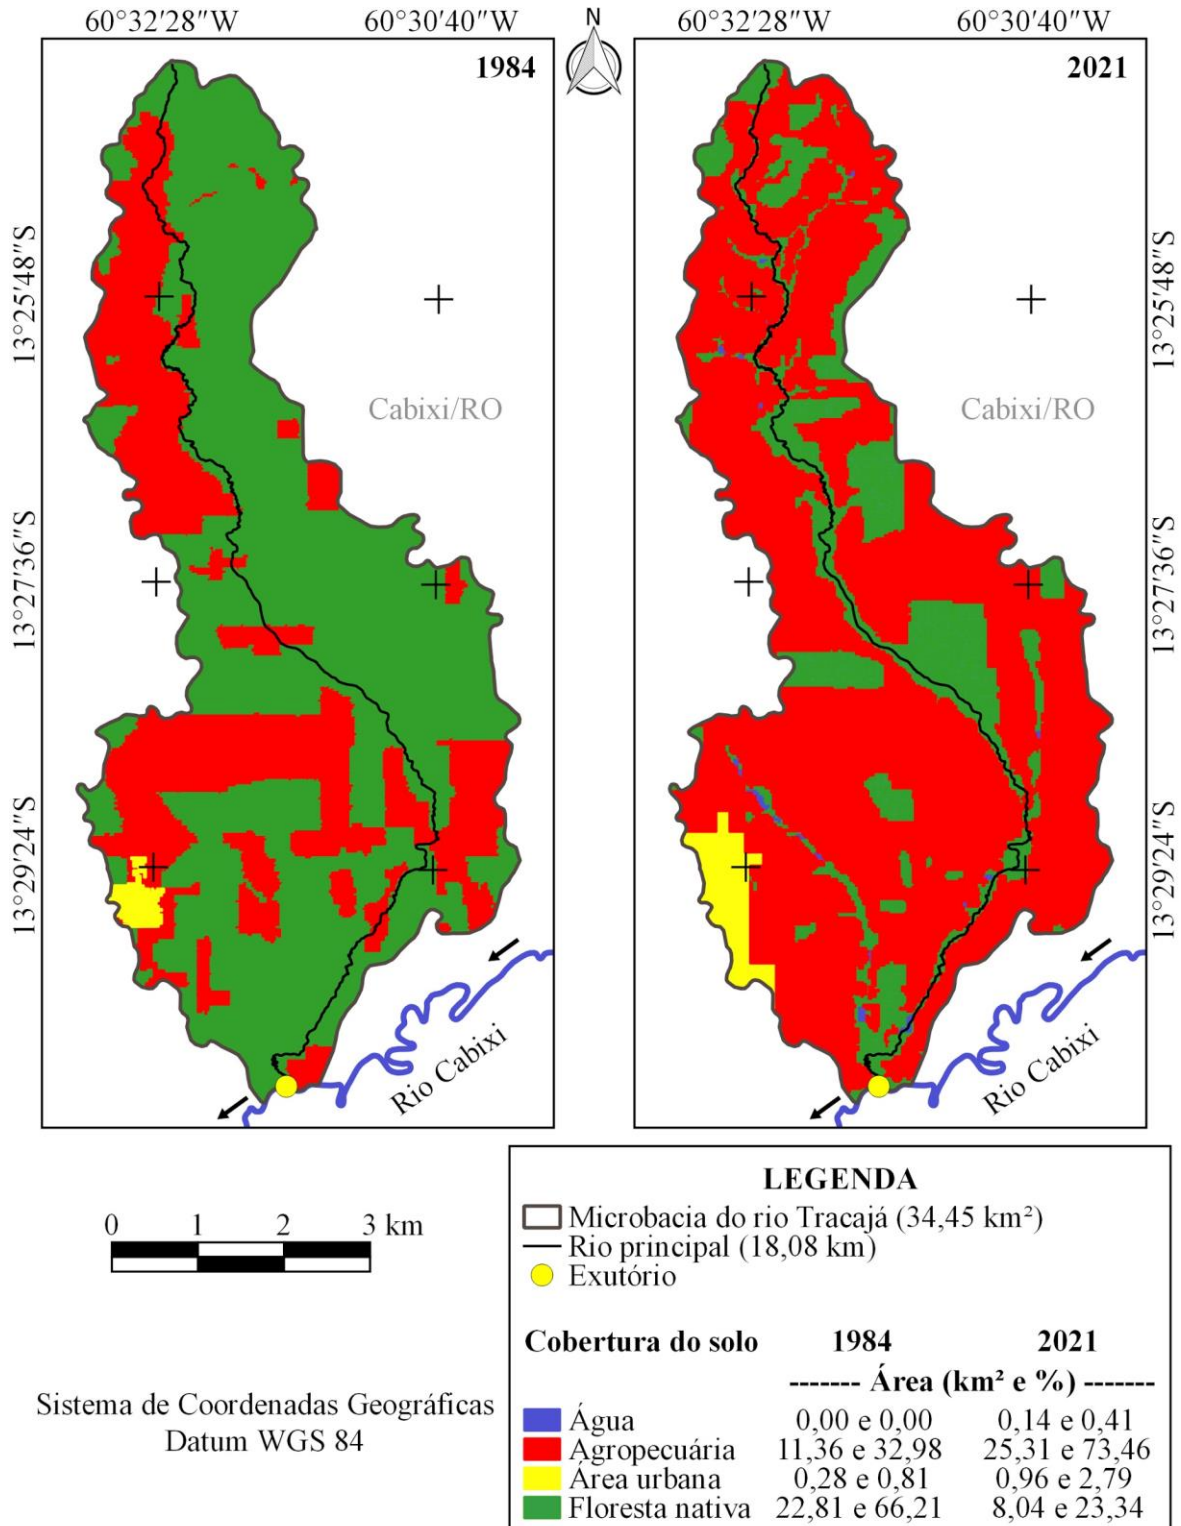 60°32'28"W 60°30'40"W N 60°32'28"W 60°30'40"W
1984 2021
13°25'48"S 13°25'48"S
Cabixi/RO Cabixi/RO
13°27'36"S 13°27'36"S
13°29'24"S 13°29'24"S
Rio Cabixi Rio Cabixi
0 1 2 3 km
Sistema de Coordenadas Geográficas
Datum WGS 84
LEGENDA
Microbacia do rio Tracajá (34,45 km²)
Rio principal (18,08 km)
Exutório
Cobertura do solo 1984 2021
------- Área (km² e %) -------
Água 0,00 e 0,00 0,14 e 0,41
Agropecuária 11,36 e 32,98 25,31 e 73,46
Área urbana 0,28 e 0,81 0,96 e 2,79
Floresta nativa 22,81 e 66,21 8,04 e 23,34